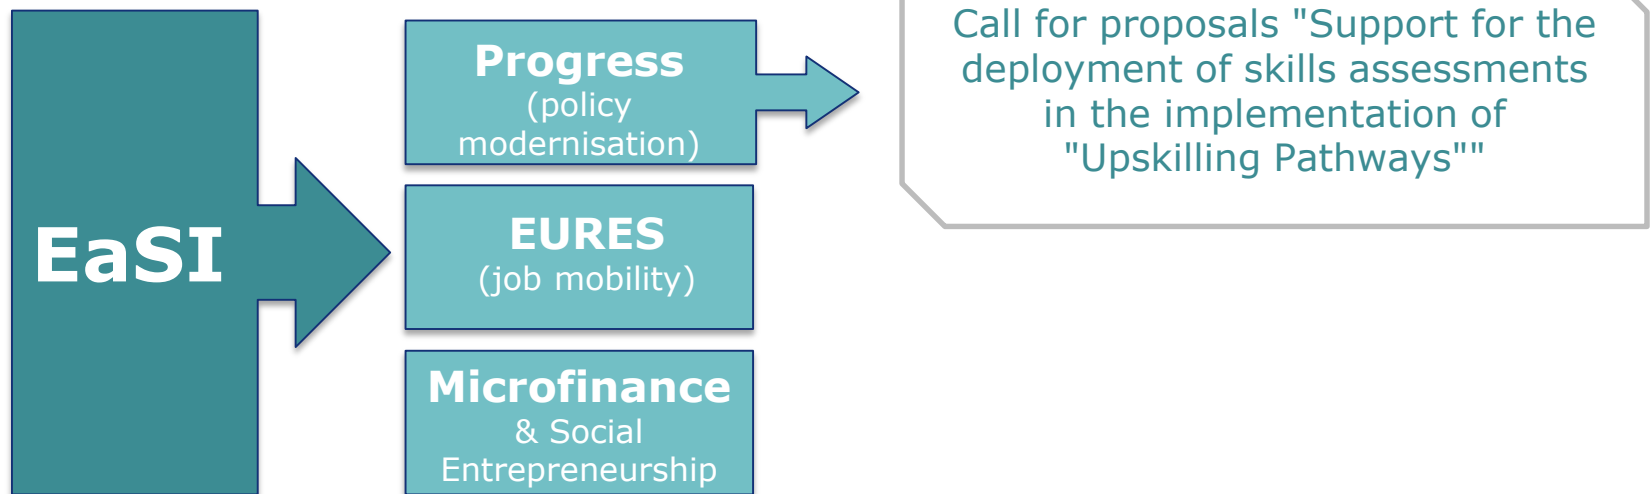 EaSI
Progress
(policy
modernisation)
EURES
(job mobility)
Microfinance
& Social
Entrepreneurship
Call for proposals "Support for the
deployment of skills assessments
in the implementation of
"Upskilling Pathways""